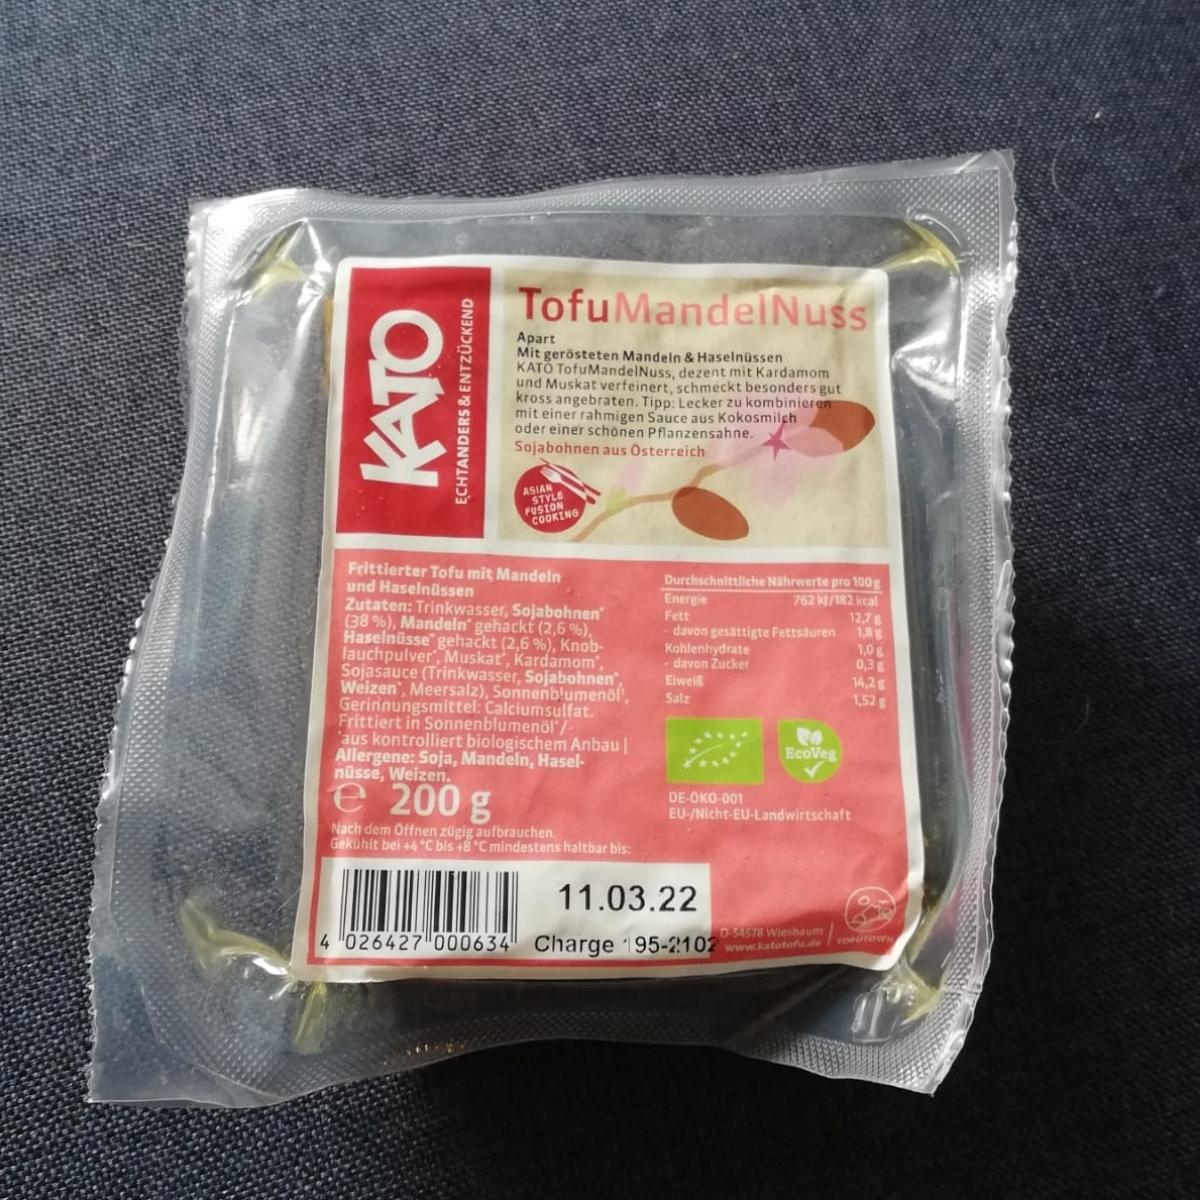 KATO
ECHTANDERS & ENTZÜCKEND
TofuMandelNuss
Apart
Mit gerösteten Mandeln & Haselnüssen
KATO TofuMandelNuss, dezent mit Kardamom
und Muskat verfeinert, schmeckt besonders gut
kross angebraten. Tipp: Lecker zu kombinieren
mit einer rahmigen Sauce aus Kokosmilch
oder einer schönen Pflanzensahne.
Sojabohnen aus Österreich
ASIAN
STYLE
FUSION
COOKING
Frittierter Tofu mit Mandeln
und Haselnüssen
Zutaten: Trinkwasser, Sojabohnen*
(38 %), Mandeln* gehackt (2,6 %),
Haselnüsse* gehackt (2,6 %), Knob-
lauchpulver*, Muskat*, Kardamom*,
Sojasauce (Trinkwasser, Sojabohnen*,
Weizen*, Meersalz), Sonnenblumenöl*,
Gerinnungsmittel: Calciumsulfat.
Frittiert in Sonnenblumenöl*/-
*aus kontrolliert biologischem Anbau |
Allergene: Soja, Mandeln, Hasel-
nüsse, Weizen.
℮ 200 g
Nach dem Öffnen zügig aufbrauchen.
Gekühlt bei +4 °C bis +8 °C mindestens haltbar bis:
Durchschnittliche Nährwerte pro 100 g
Energie 762 kJ/182 kcal
Fett 12,7 g
- davon gesättigte Fettsäuren 1,8 g
Kohlenhydrate 1,0 g
- davon Zucker 0,3 g
Eiweiß 14,2 g
Salz 1,52 g
EcoVeg
DE-ÖKO-001
EU-/Nicht-EU-Landwirtschaft
11.03.22
4 026427 000634
Charge 195-2102
D-54578 Wiesbaum
www.katotofu.de
TOFUTOWN